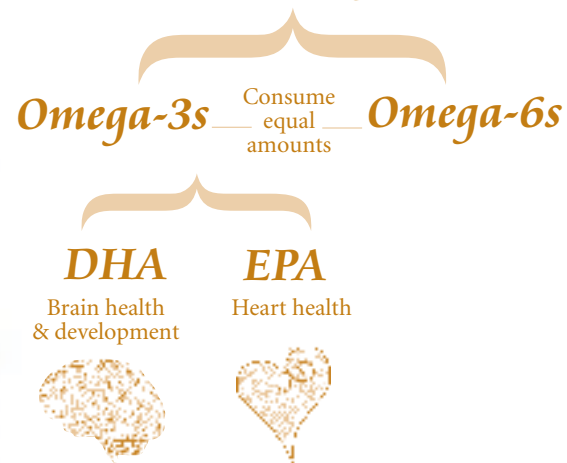 Omega-3s
Consume
equal
amounts
Omega-6s
DHA
Brain health
& development
EPA
Heart health